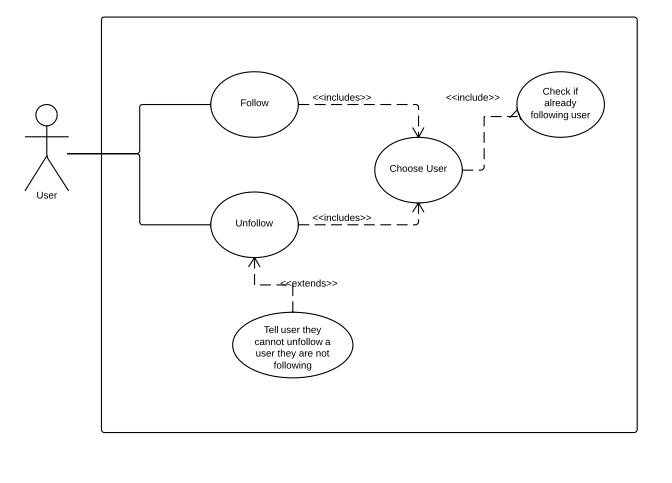 <<includes>>
<<include>>
Check if
already
following user
Follow
Choose User
User
Unfollow
<<includes>>
<<extends>>
Tell user they
cannot unfollow a
user they are not
following